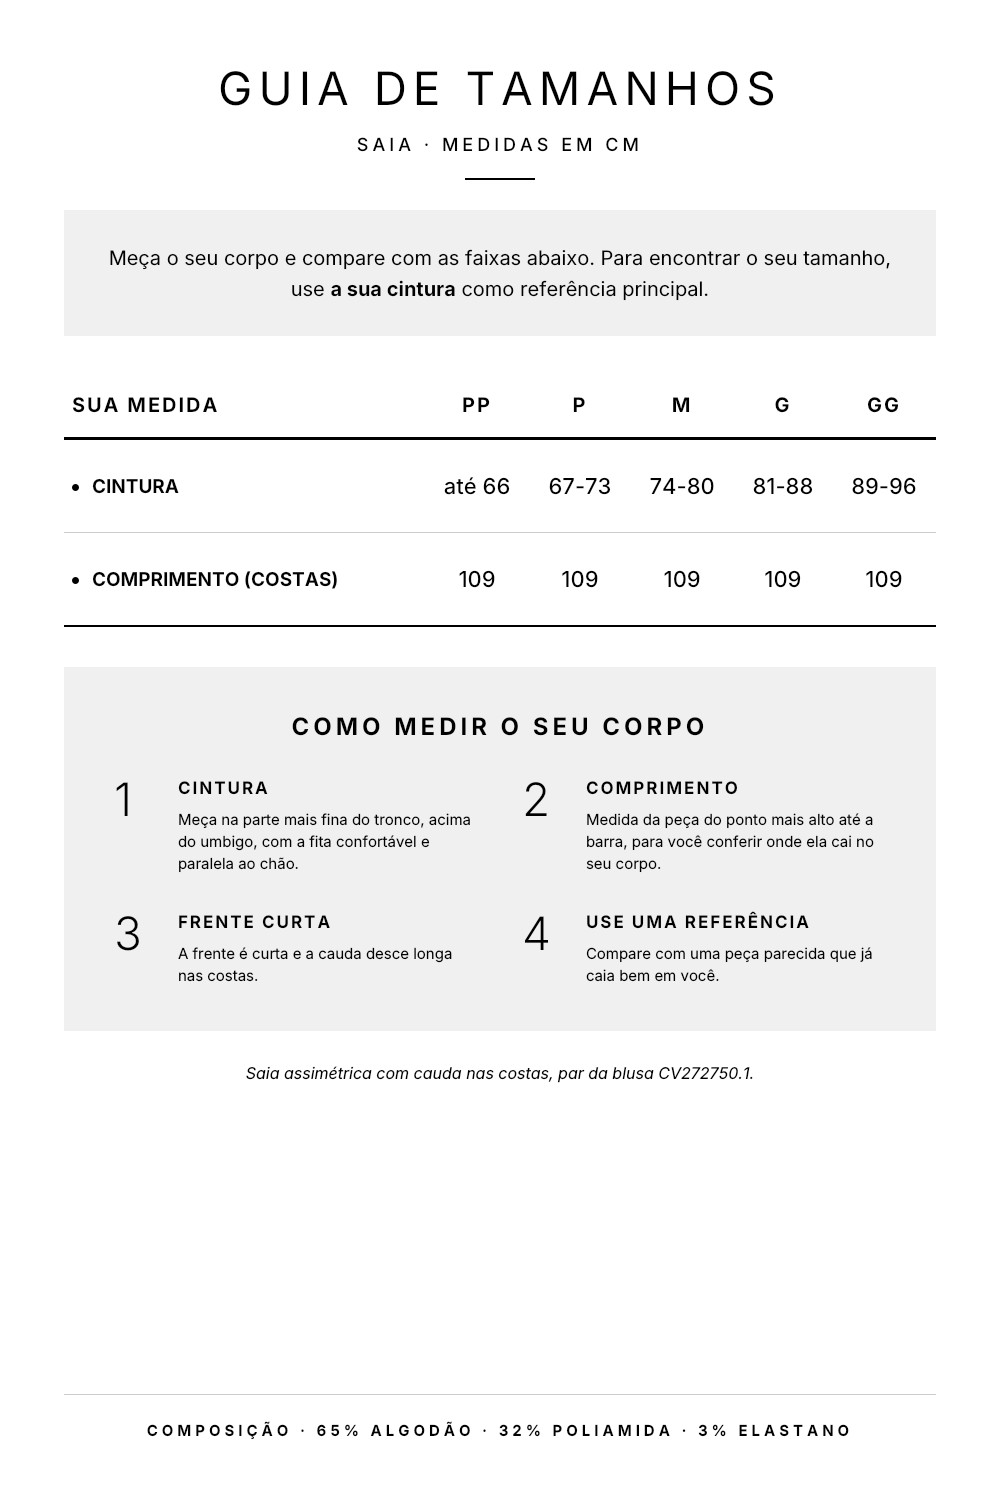 GUIA DE TAMANHOS
SAIA · MEDIDAS EM CM
Meça o seu corpo e compare com as faixas abaixo. Para encontrar o seu tamanho,
use a sua cintura como referência principal.
SUA MEDIDA PP P M G GG
• CINTURA até 66 67-73 74-80 81-88 89-96
• COMPRIMENTO (COSTAS) 109 109 109 109 109
COMO MEDIR O SEU CORPO
1 CINTURA
Meça na parte mais fina do tronco, acima
do umbigo, com a fita confortável e
paralela ao chão.
2 COMPRIMENTO
Medida da peça do ponto mais alto até a
barra, para você conferir onde ela cai no
seu corpo.
3 FRENTE CURTA
A frente é curta e a cauda desce longa
nas costas.
4 USE UMA REFERÊNCIA
Compare com uma peça parecida que já
caia bem em você.
Saia assimétrica com cauda nas costas, par da blusa CV272750.1.
COMPOSIÇÃO · 65% ALGODÃO · 32% POLIAMIDA · 3% ELASTANO